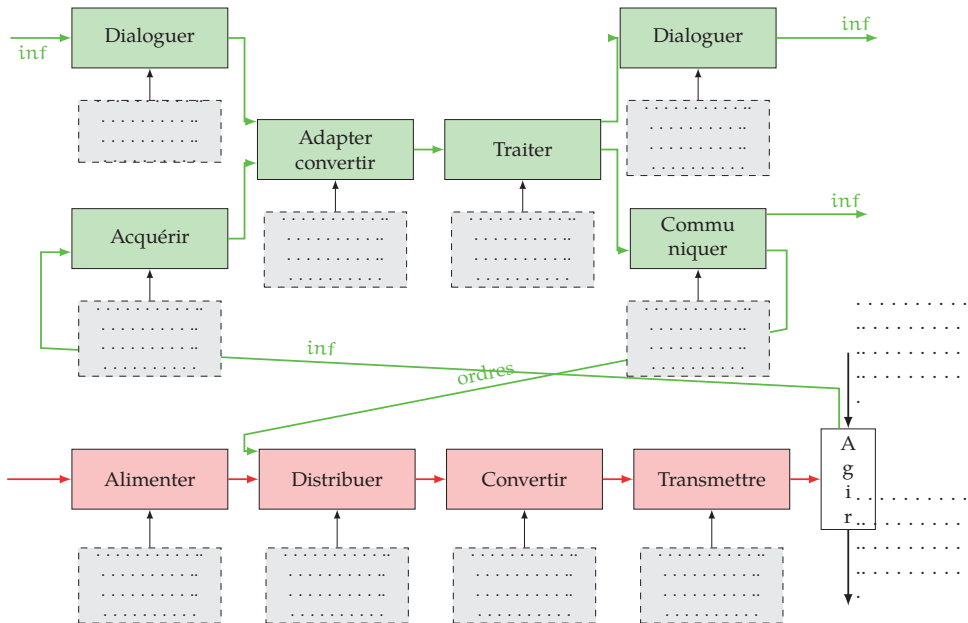 Dialoguer
Dialoguer
inf
inf
Adapter
convertir
Traiter
Acquérir
Commu
niquer
inf
inf
ordres
Alimenter
Distribuer
Convertir
Transmettre
A
g
i
r